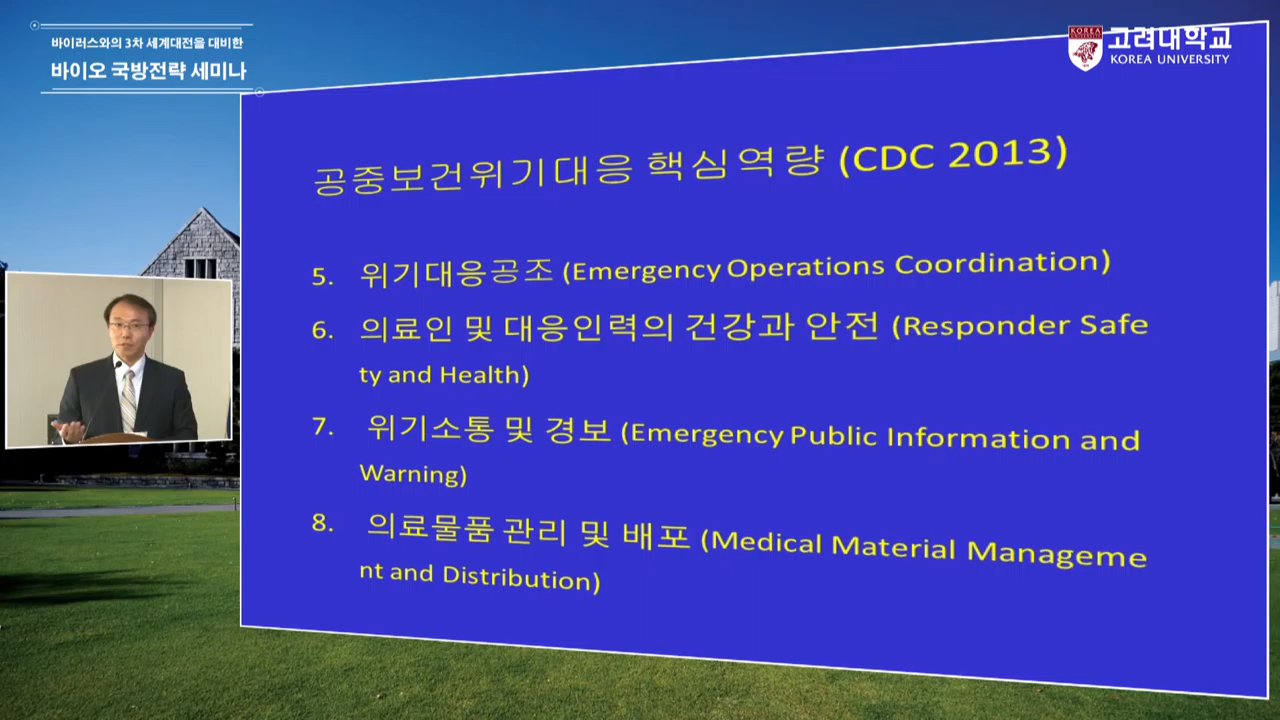 바이러스와의 3차 세계대전을 대비한
바이오 국방전략 세미나
KOREA
고려대학교
KOREA UNIVERSITY
공중보건위기대응 핵심역량 (CDC 2013)
5. 위기대응공조 (Emergency Operations Coordination)
6. 의료인 및 대응인력의 건강과 안전 (Responder Safe
ty and Health)
7. 위기소통 및 경보 (Emergency Public Information and
Warning)
8. 의료물품 관리 및 배포 (Medical Material Manageme
nt and Distribution)